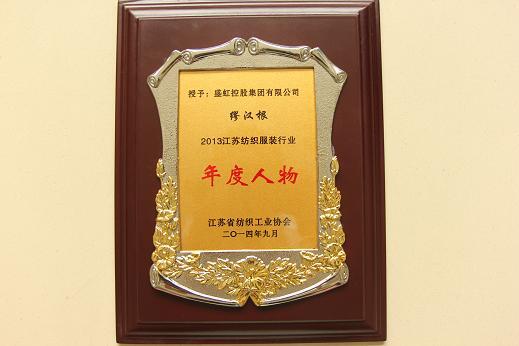 授予：盛虹控股集团有限公司
缪汉根
2013江苏纺织服装行业
年度人物
江苏省纺织工业协会
二〇一四年九月